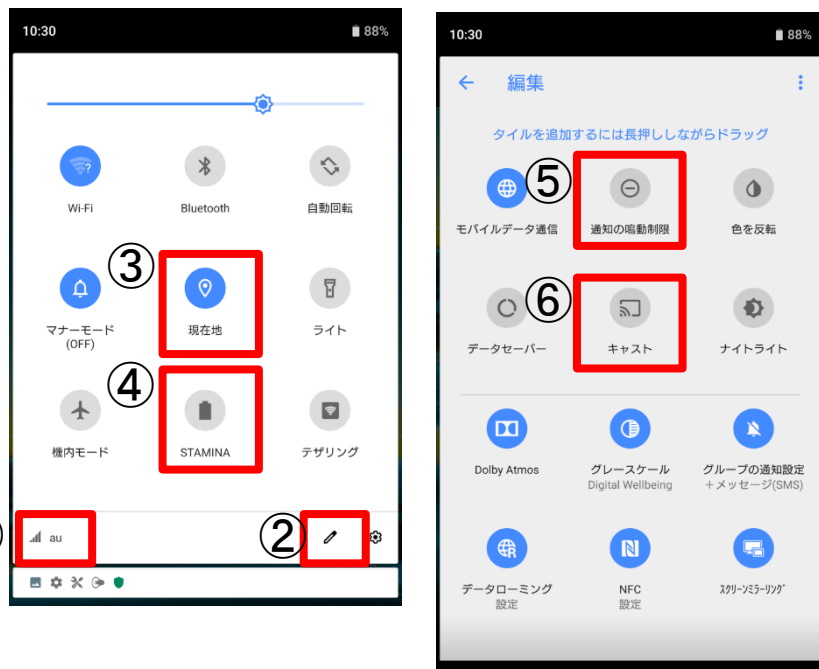 10:30 88%
Wi-Fi Bluetooth 自動回転
③
マナーモード
(OFF) 現在地 ライト
④
機内モード STAMINA テザリング
au ②
10:30 88%
編集
タイルを追加するには長押ししながらドラッグ
⑤
モバイルデータ通信 通知の鳴動制限 色を反転
⑥
データセーバー キャスト ナイトライト
Dolby Atmos グレースケール グループの通知設定
Digital Wellbeing +メッセージ(SMS)
データローミング NFC スクリーンミラーリング
設定 設定